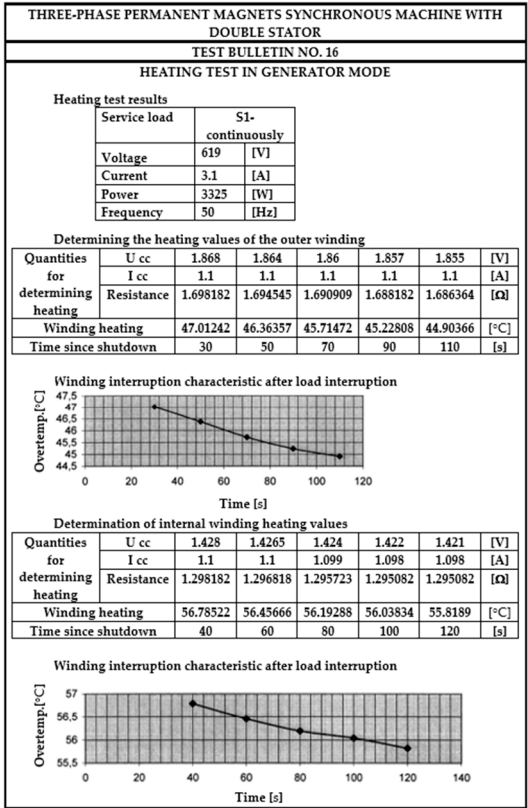 THREE-PHASE PERMANENT MAGNETS SYNCHRONOUS MACHINE WITH
DOUBLE STATOR
TEST BULLETIN NO. 16
HEATING TEST IN GENERATOR MODE
Heating test results
Service load S1-
continuously
Voltage 619 [V]
Current 3.1 [A]
Power 3325 [W]
Frequency 50 [Hz]
Determining the heating values of the outer winding
Quantities U cc 1.868 1.864 1.86 1.857 1.855 [V]
for I cc 1.1 1.1 1.1 1.1 1.1 [A]
determining Resistance 1.698182 1.694545 1.690909 1.688182 1.686364 [Ω]
heating
Winding heating 47.01242 46.36357 45.71472 45.22808 44.90366 [°C]
Time since shutdown 30 50 70 90 110 [s]
Winding interruption characteristic after load interruption
Overtemp.[°C]
47,5
47
46,5
46
45,5
45
44,5
0 20 40 60 80 100 120
Time [s]
Determination of internal winding heating values
Quantities U cc 1.428 1.4265 1.424 1.422 1.421 [V]
for I cc 1.1 1.1 1.099 1.098 1.098 [A]
determining Resistance 1.298182 1.296818 1.295723 1.295082 1.295082 [Ω]
heating
Winding heating 56.78522 56.45666 56.19288 56.03834 55.8189 [°C]
Time since shutdown 40 60 80 100 120 [s]
Winding interruption characteristic after load interruption
Overtemp.[°C]
57
56,5
56
55,5
0 20 40 60 80 100 120 140
Time [s]